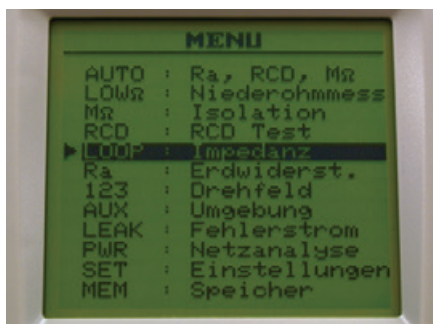 MENU
AUTO : Ra, RCD, MΩ
LOWΩ : Niederohmmess
MΩ : Isolation
RCD : RCD Test
▶LOOP : Impedanz
Ra : Erdwiderst.
123 : Drehfeld
AUX : Umgebung
LEAK : Fehlerstrom
PWR : Netzanalyse
SET : Einstellungen
MEM : Speicher